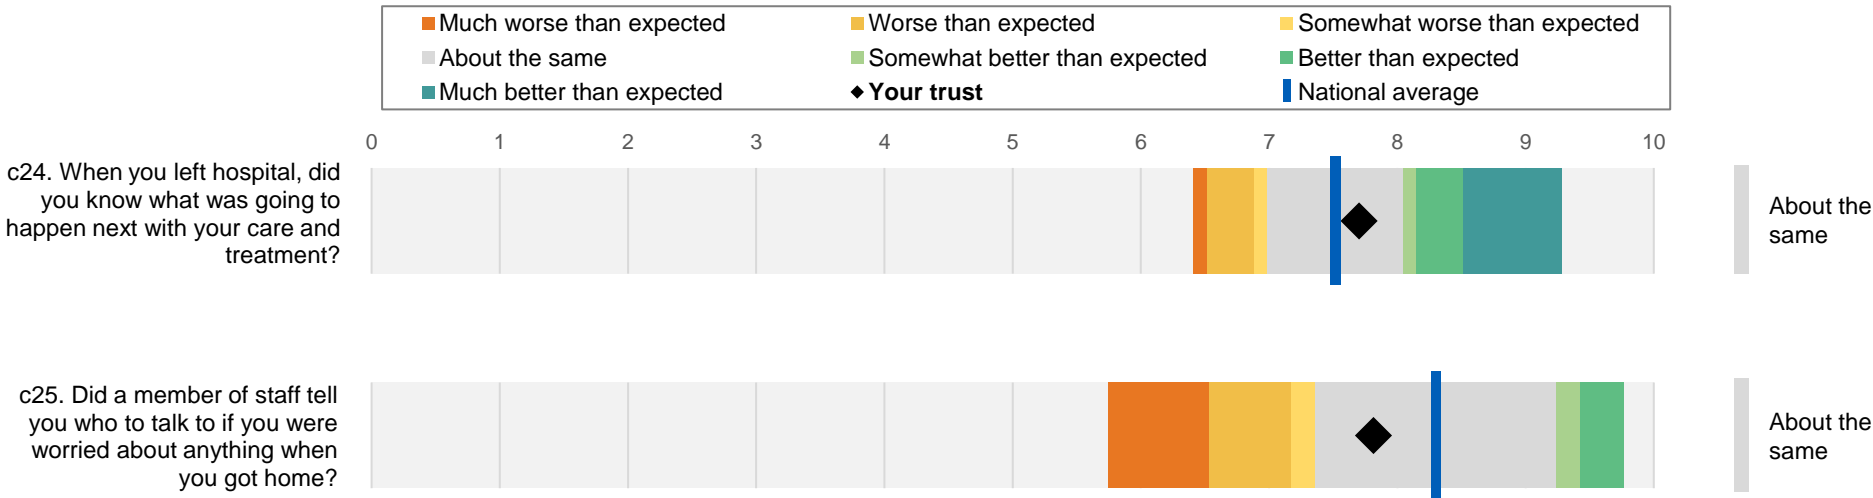 Much worse than expected
Worse than expected
Somewhat worse than expected
About the same
Somewhat better than expected
Better than expected
Much better than expected
Your trust
National average
0 1 2 3 4 5 6 7 8 9 10
c24. When you left hospital, did
you know what was going to
happen next with your care and
treatment?
About the
same
c25. Did a member of staff tell
you who to talk to if you were
worried about anything when
you got home?
About the
same